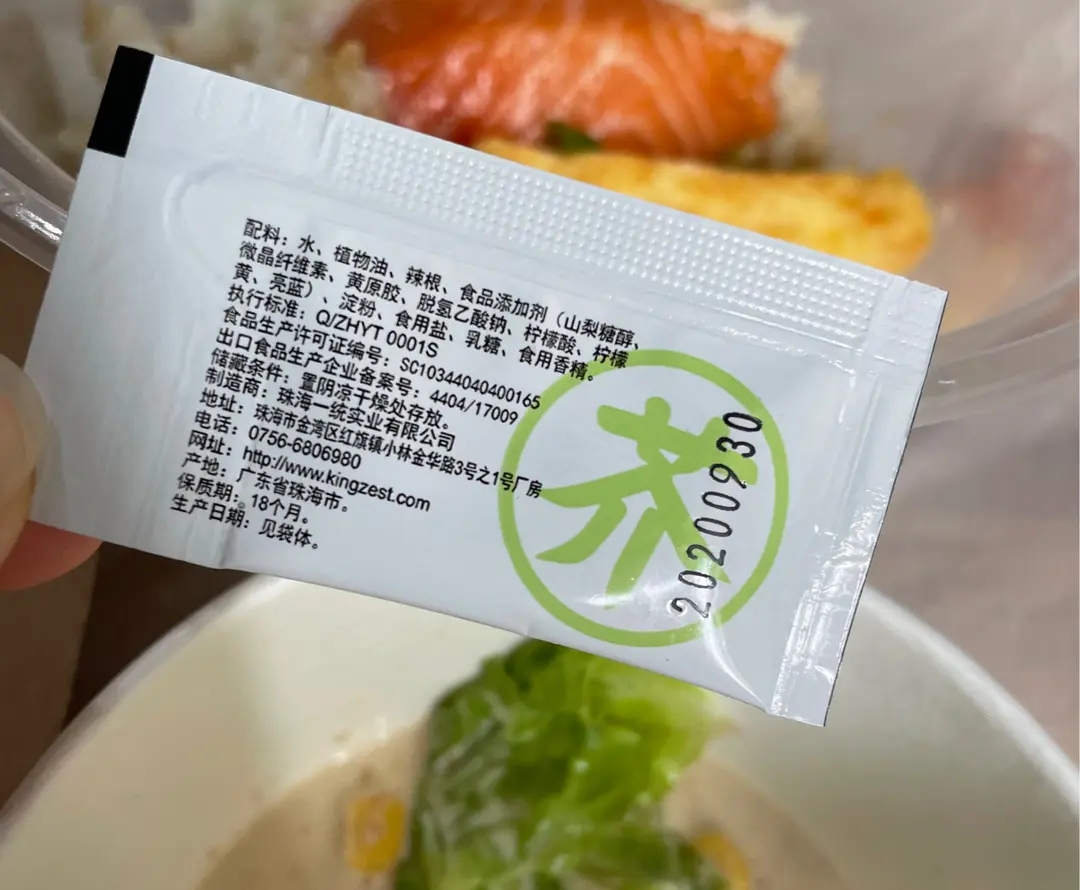 配料：水、植物油、辣根、食品添加剂（山梨糖醇、
微晶纤维素、黄原胶、脱氢乙酸钠、柠檬酸、柠檬
黄、亮蓝）、淀粉、食用盐、乳糖、食用香精。
执行标准：Q/ZHYT 0001S
食品生产许可证编号：SC10344040400165
出口食品生产企业备案号：4404/17009
储藏条件：置阴凉干燥处存放。
制造商：珠海一统实业有限公司
地址：珠海市金湾区红旗镇小林金华路3号之1号厂房
电话：0756-6806980
网址：http://www.kingzest.com
产地：广东省珠海市。
保质期：18个月。
生产日期：见袋体。
芥
20200930